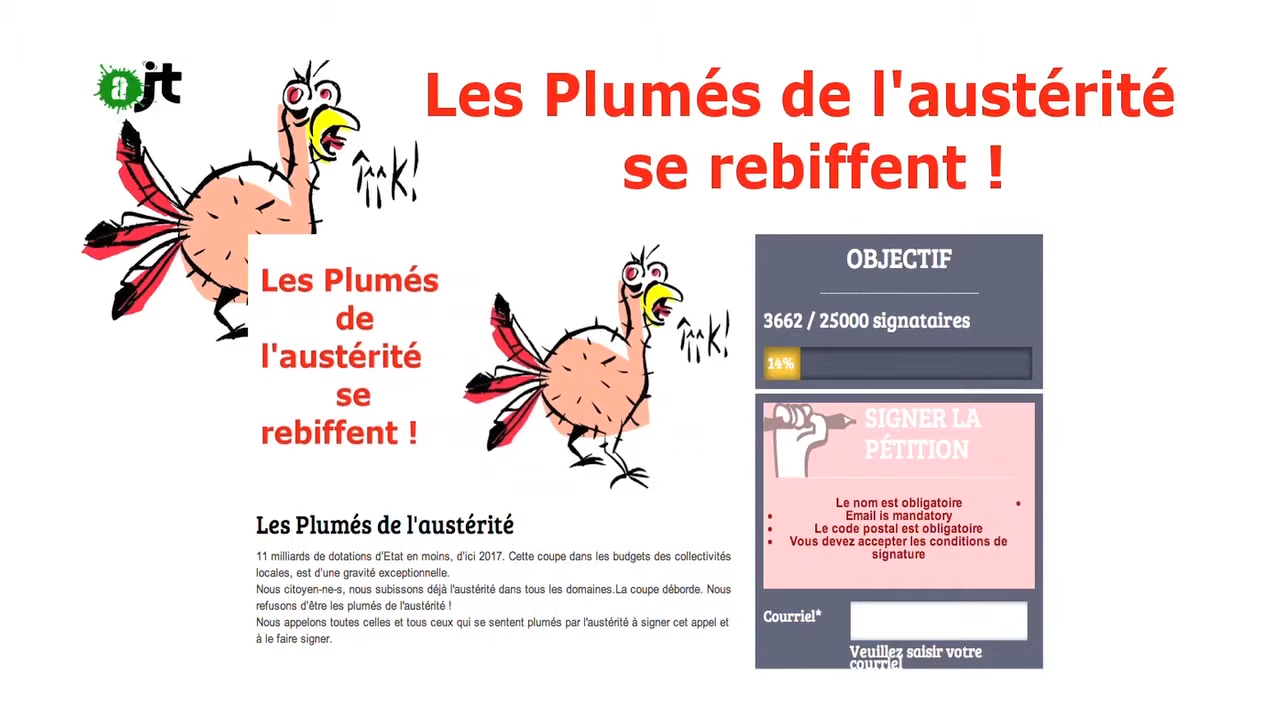 ajt
Les Plumés de l'austérité
se rebiffent !
îîîK!
Les Plumés
de
l'austérité
se
rebiffent !
îîîK!
Les Plumés de l'austérité
11 milliards de dotations d'Etat en moins, d'ici 2017. Cette coupe dans les budgets des collectivités
locales, est d'une gravité exceptionnelle.
Nous citoyen-ne-s, nous subissons déjà l'austérité dans tous les domaines.La coupe déborde. Nous
refusons d'être les plumés de l'austérité !
Nous appelons toutes celles et tous ceux qui se sentent plumés par l'austérité à signer cet appel et
à le faire signer.
OBJECTIF
3662 / 25000 signataires
14%
SIGNER LA
PÉTITION
Le nom est obligatoire
Email is mandatory
Le code postal est obligatoire
Vous devez accepter les conditions de
signature
Courriel*
Veuillez saisir votre
courriel